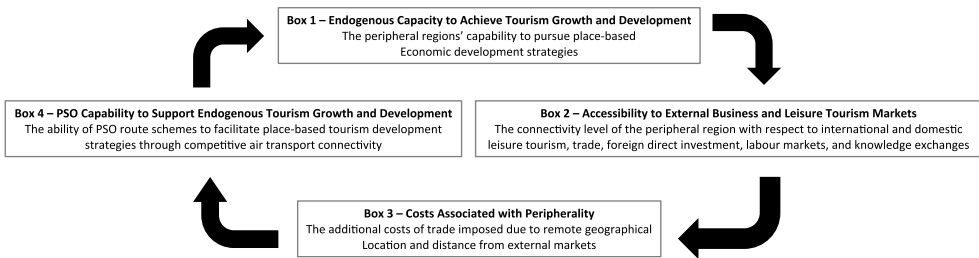 Box 1 – Endogenous Capacity to Achieve Tourism Growth and Development
The peripheral regions' capability to pursue place-based
Economic development strategies
Box 2 – Accessibility to External Business and Leisure Tourism Markets
The connectivity level of the peripheral region with respect to international and domestic
leisure tourism, trade, foreign direct investment, labour markets, and knowledge exchanges
Box 3 – Costs Associated with Peripherality
The additional costs of trade imposed due to remote geographical
Location and distance from external markets
Box 4 – PSO Capability to Support Endogenous Tourism Growth and Development
The ability of PSO route schemes to facilitate place-based tourism development
strategies through competitive air transport connectivity